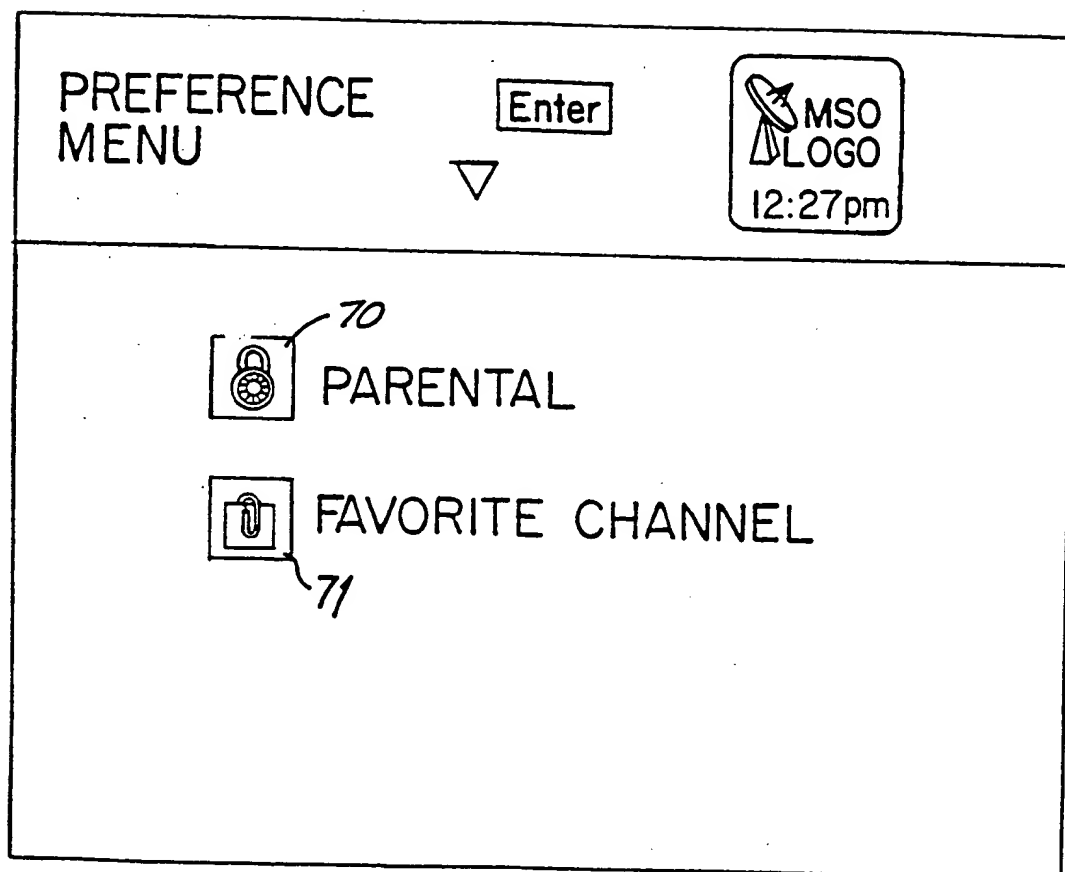 PREFERENCE
MENU
Enter
MSO
LOGO
12:27pm
70
PARENTAL
FAVORITE CHANNEL
71